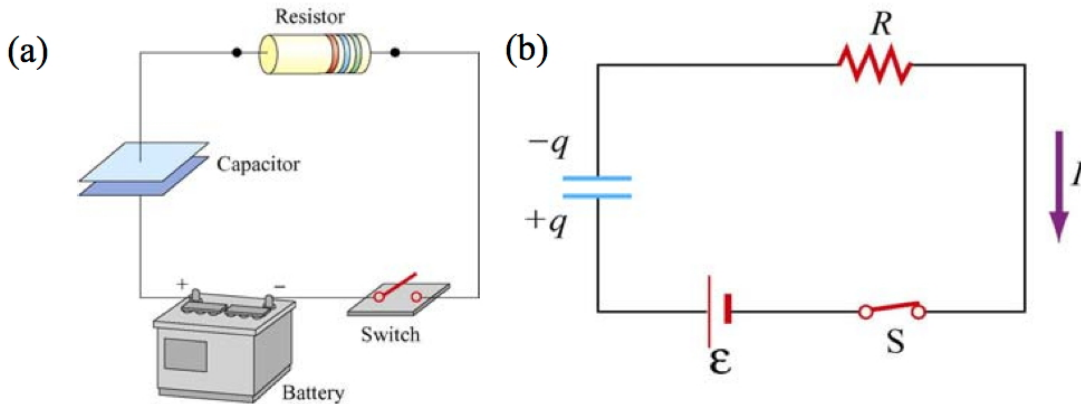 (a)
Resistor
Capacitor
+ −
Switch
Battery
(b)
R
−q
+q
I
ε
S